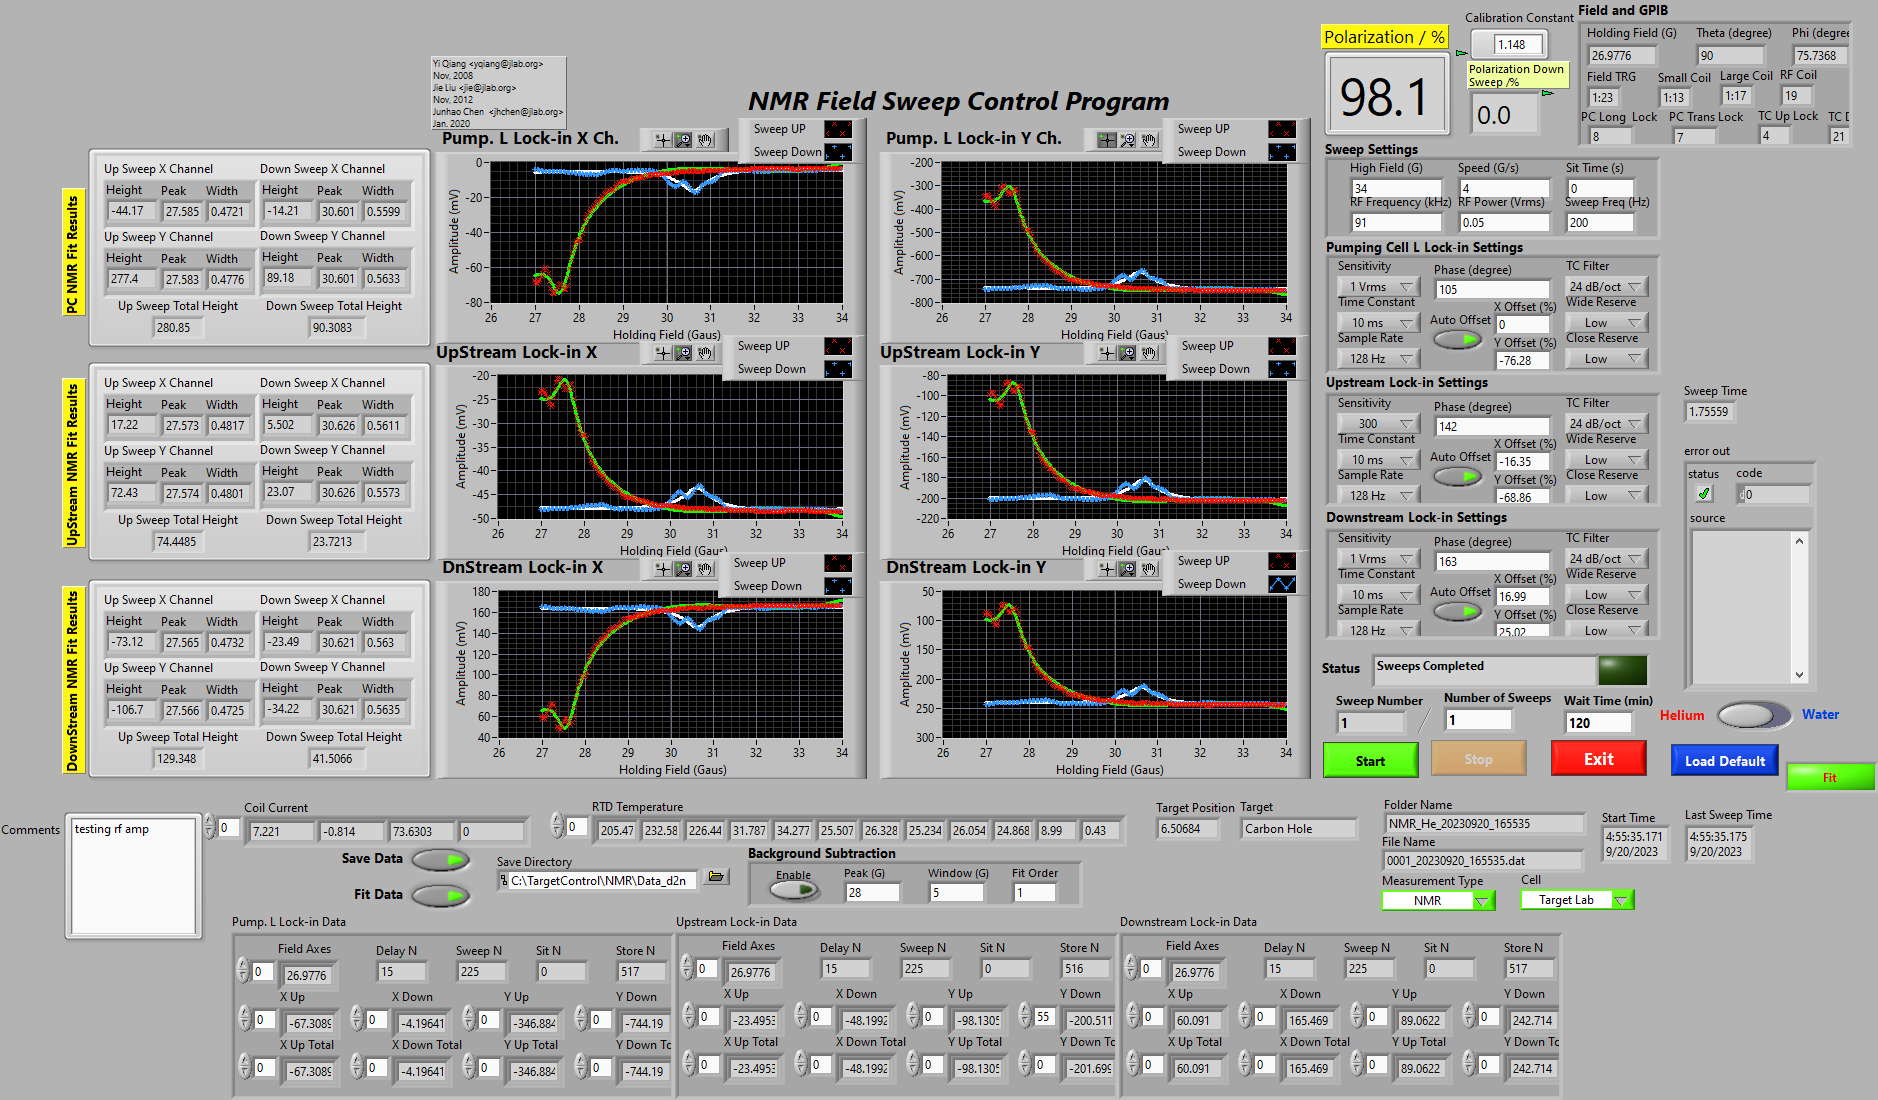 Yi Qiang <yqiang@jlab.org>
Nov, 2008
Jie Liu <jie@jlab.org>
Nov, 2012
Junhao Chen <jhchen@jlab.org>
Jan. 2020
NMR Field Sweep Control Program
Polarization / %
98.1
Calibration Constant
1.148
Polarization Down
Sweep /%
0.0
Field and GPIB
Holding Field (G) Theta (degree) Phi (degree
26.9776 90 75.7368
Field TRG Small Coil Large Coil RF Coil
1:23 1:13 1:17 19
PC Long Lock PC Trans Lock TC Up Lock TC D
8 7 4 21
PC NMR Fit Results
Up Sweep X Channel Down Sweep X Channel
Height Peak Width Height Peak Width
-44.17 27.585 0.4721 -14.21 30.601 0.5599
Up Sweep Y Channel Down Sweep Y Channel
Height Peak Width Height Peak Width
277.4 27.583 0.4776 89.18 30.601 0.5633
Up Sweep Total Height Down Sweep Total Height
280.85 90.3083
UpStream NMR Fit Results
Up Sweep X Channel Down Sweep X Channel
Height Peak Width Height Peak Width
17.22 27.573 0.4817 5.502 30.626 0.5611
Up Sweep Y Channel Down Sweep Y Channel
Height Peak Width Height Peak Width
72.43 27.574 0.4801 23.07 30.626 0.5573
Up Sweep Total Height Down Sweep Total Height
74.4485 23.7213
DownStream NMR Fit Results
Up Sweep X Channel Down Sweep X Channel
Height Peak Width Height Peak Width
-73.12 27.565 0.4732 -23.49 30.621 0.563
Up Sweep Y Channel Down Sweep Y Channel
Height Peak Width Height Peak Width
-106.7 27.566 0.4725 -34.22 30.621 0.5635
Up Sweep Total Height Down Sweep Total Height
129.348 41.5066
Pump. L Lock-in X Ch.
Sweep UP
Sweep Down
Amplitude (mV)
0
-20
-40
-60
-80
26 27 28 29 30 31 32 33 34
Holding Field (Gaus)
Pump. L Lock-in Y Ch.
Sweep UP
Sweep Down
Amplitude (mV)
-200
-300
-400
-500
-600
-700
-800
26 27 28 29 30 31 32 33 34
Holding Field (Gaus)
UpStream Lock-in X
Sweep UP
Sweep Down
Amplitude (mV)
-20
-25
-30
-35
-40
-45
-50
26 27 28 29 30 31 32 33 34
Holding Field (Gaus)
UpStream Lock-in Y
Sweep UP
Sweep Down
Amplitude (mV)
-80
-100
-120
-140
-160
-180
-200
-220
26 27 28 29 30 31 32 33 34
Holding Field (Gaus)
DnStream Lock-in X
Sweep UP
Sweep Down
Amplitude (mV)
180
160
140
120
100
80
60
40
26 27 28 29 30 31 32 33 34
Holding Field (Gaus)
DnStream Lock-in Y
Sweep UP
Sweep Down
Amplitude (mV)
50
100
150
200
250
300
26 27 28 29 30 31 32 33 34
Holding Field (Gaus)
Sweep Settings
High Field (G) Speed (G/s) Sit Time (s)
34 4 0
RF Frequency (kHz) RF Power (Vrms) Sweep Freq (Hz)
91 0.05 200
Pumping Cell L Lock-in Settings
Sensitivity Phase (degree) TC Filter
1 Vrms 105 24 dB/oct
Time Constant X Offset (%) Wide Reserve
10 ms Auto Offset 0 Low
Sample Rate Y Offset (%) Close Reserve
128 Hz -76.28 Low
Upstream Lock-in Settings
Sensitivity Phase (degree) TC Filter
300 142 24 dB/oct
Time Constant X Offset (%) Wide Reserve
10 ms Auto Offset -16.35 Low
Sample Rate Y Offset (%) Close Reserve
128 Hz -68.86 Low
Downstream Lock-in Settings
Sensitivity Phase (degree) TC Filter
1 Vrms 163 24 dB/oct
Time Constant X Offset (%) Wide Reserve
10 ms Auto Offset 16.99 Low
Sample Rate Y Offset (%) Close Reserve
128 Hz 25.02 Low
Sweep Time
1.75559
error out
status code
0
source
Status Sweeps Completed
Sweep Number Number of Sweeps Wait Time (min)
1 / 1 120
Helium Water
Start Stop Exit Load Default Fit
Comments
testing rf amp
Coil Current
0 7.221 -0.814 73.6303 0
RTD Temperature
0 205.47 232.58 226.44 31.787 34.277 25.507 26.328 25.234 26.054 24.868 8.99 0.43
Target Position Target
6.50684 Carbon Hole
Folder Name
NMR_He_20230920_165535
File Name
0001_20230920_165535.dat
Start Time
4:55:35.171
9/20/2023
Last Sweep Time
4:55:35.175
9/20/2023
Save Data
Fit Data
Save Directory
C:\TargetControl\NMR\Data_d2n
Background Subtraction
Enable Peak (G) Window (G) Fit Order
28 5 1
Measurement Type Cell
NMR Target Lab
Pump. L Lock-in Data
Field Axes Delay N Sweep N Sit N Store N
0 26.9776 15 225 0 517
X Up X Down Y Up Y Down
0 -67.3089 0 -4.19641 0 -346.884 0 -744.19
X Up Total X Down Total Y Up Total Y Down Tc
0 -67.3089 0 -4.19641 0 -346.884 0 -744.19
Upstream Lock-in Data
Field Axes Delay N Sweep N Sit N Store N
0 26.9776 15 225 0 516
X Up X Down Y Up Y Down
0 -23.4953 0 -48.1992 0 -98.1305 55 -200.511
X Up Total X Down Total Y Up Total Y Down Tc
0 -23.4953 0 -48.1992 0 -98.1305 0 -201.699
Downstream Lock-in Data
Field Axes Delay N Sweep N Sit N Store N
0 26.9776 15 225 0 517
X Up X Down Y Up Y Down
0 60.091 0 165.469 0 89.0622 0 242.714
X Up Total X Down Total Y Up Total Y Down Tc
0 60.091 0 165.469 0 89.0622 0 242.714